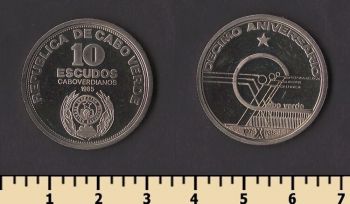 REPUBLICA DE CABO VERDE
10
ESCUDOS
CABOVERDIANOS
1985
DECIMO ANIVERSARIO
cabo verde
1 2 3 4 5 6 7